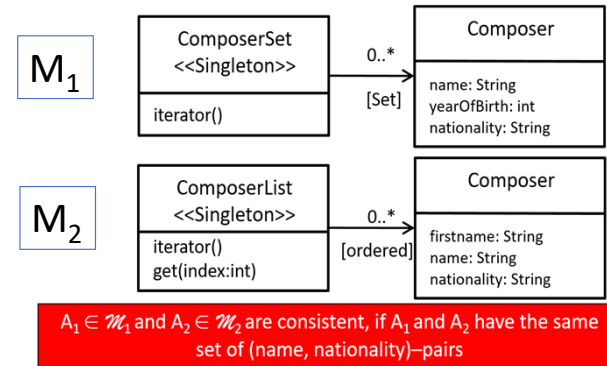 M₁
ComposerSet
<<Singleton>>
iterator()
0..*
[Set]
Composer
name: String
yearOfBirth: int
nationality: String
M₂
ComposerList
<<Singleton>>
iterator()
get(index:int)
0..*
[ordered]
Composer
firstname: String
name: String
nationality: String
A₁ ∈ 𝓜₁ and A₂ ∈ 𝓜₂ are consistent, if A₁ and A₂ have the same
set of (name, nationality)–pairs